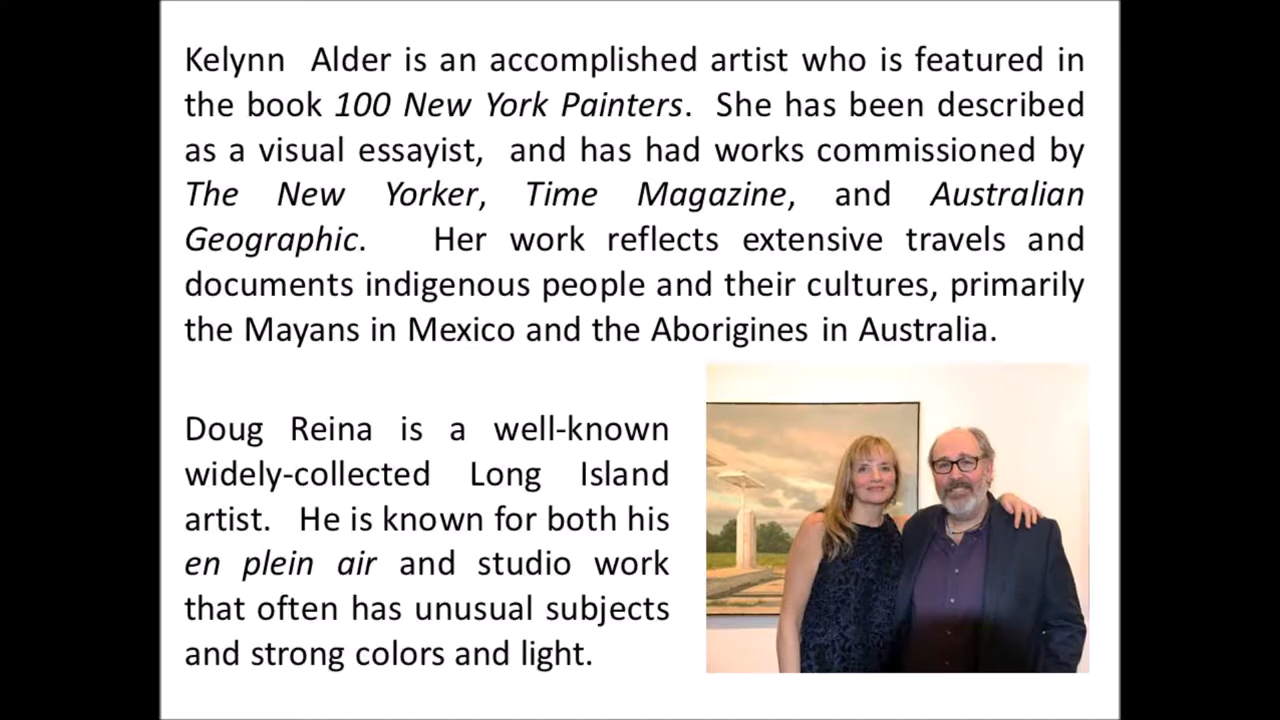 Kelynn Alder is an accomplished artist who is featured in
the book 100 New York Painters. She has been described
as a visual essayist, and has had works commissioned by
The New Yorker, Time Magazine, and Australian
Geographic. Her work reflects extensive travels and
documents indigenous people and their cultures, primarily
the Mayans in Mexico and the Aborigines in Australia.
Doug Reina is a well-known
widely-collected Long Island
artist. He is known for both his
en plein air and studio work
that often has unusual subjects
and strong colors and light.